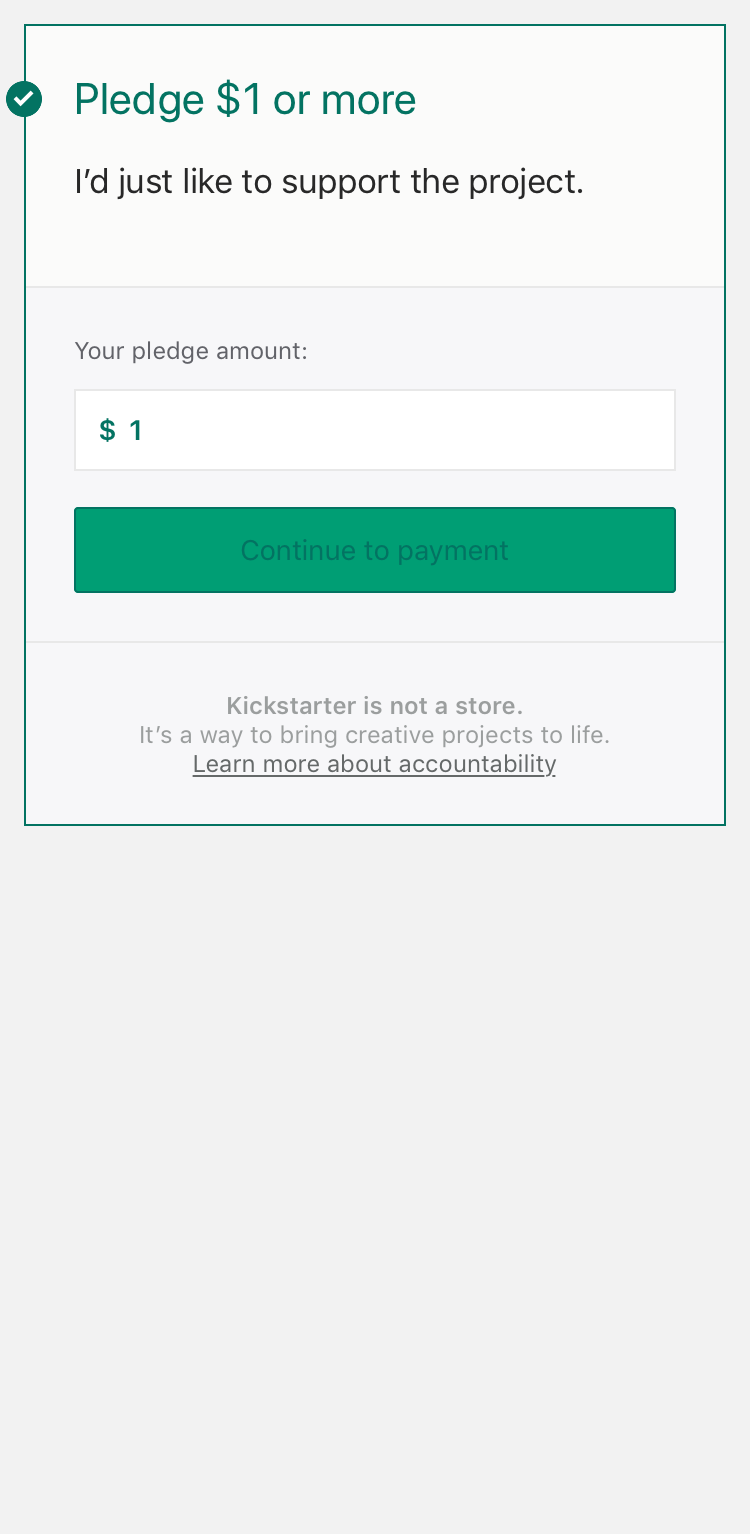 Pledge $1 or more
I’d just like to support the project.
Your pledge amount:
$ 1
Continue to payment
Kickstarter is not a store.
It’s a way to bring creative projects to life.
Learn more about accountability